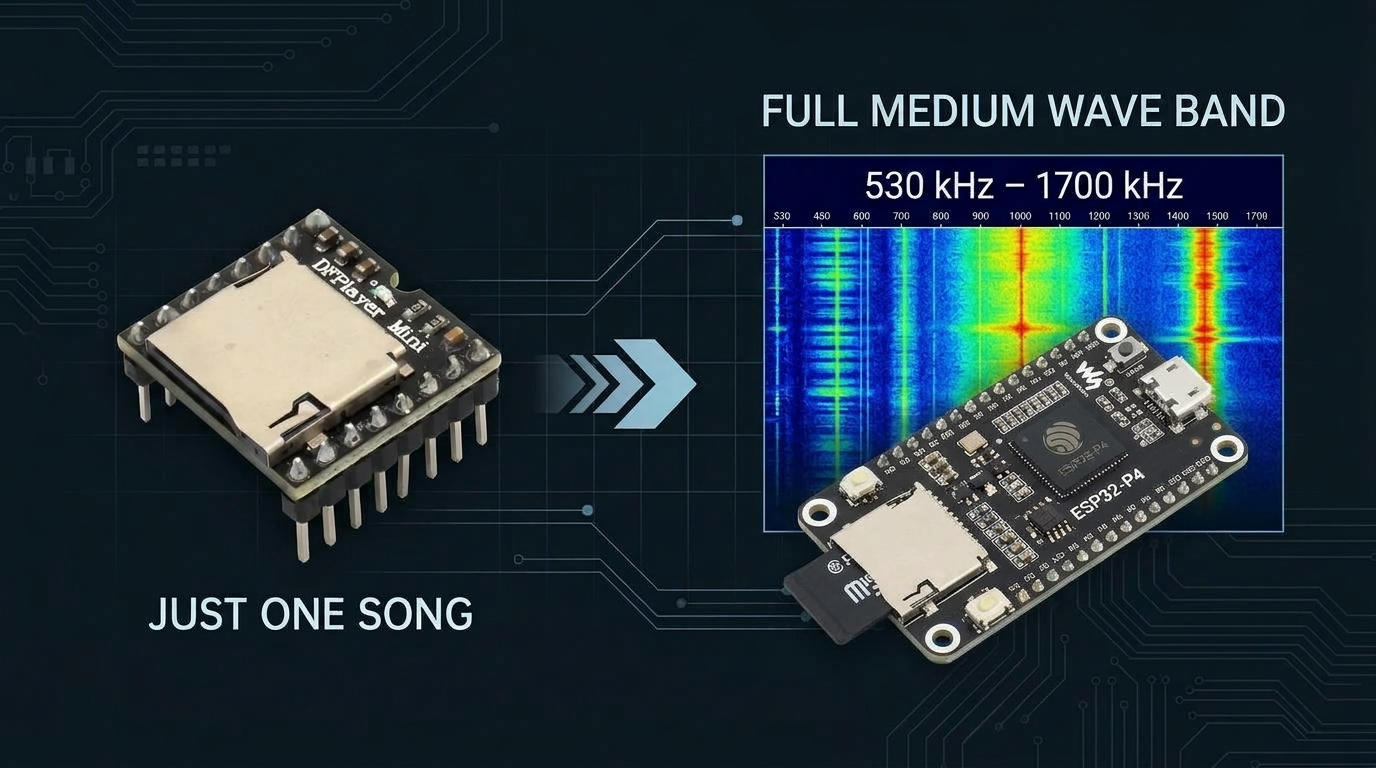 FULL MEDIUM WAVE BAND
530 kHz – 1700 kHz
530 450 600 700 800 900 1000 1100 1200 1300 1400 1500 1700
DFPlayer Mini
ESP32-P4
JUST ONE SONG